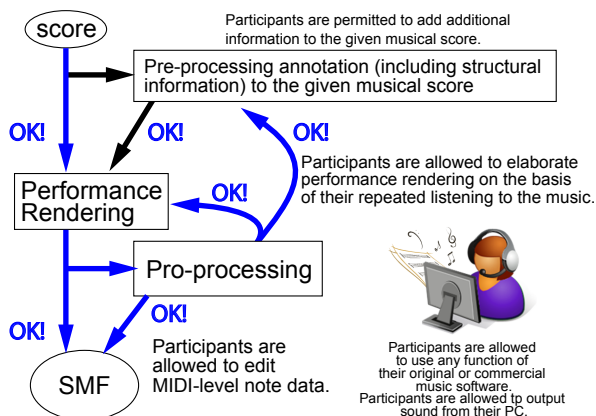 score
Participants are permitted to add additional
information to the given musical score.
Pre-processing annotation (including structural
information) to the given musical score
OK!
OK!
OK!
Participants are allowed to elaborate
performance rendering on the basis
of their repeated listening to the music.
Performance
Rendering
OK!
Pro-processing
OK!
OK!
Participants are
allowed to edit
MIDI-level note data.
SMF
Participants are allowed
to use any function of
their original or commercial
music software.
Participants are allowed tp output
sound from their PC.